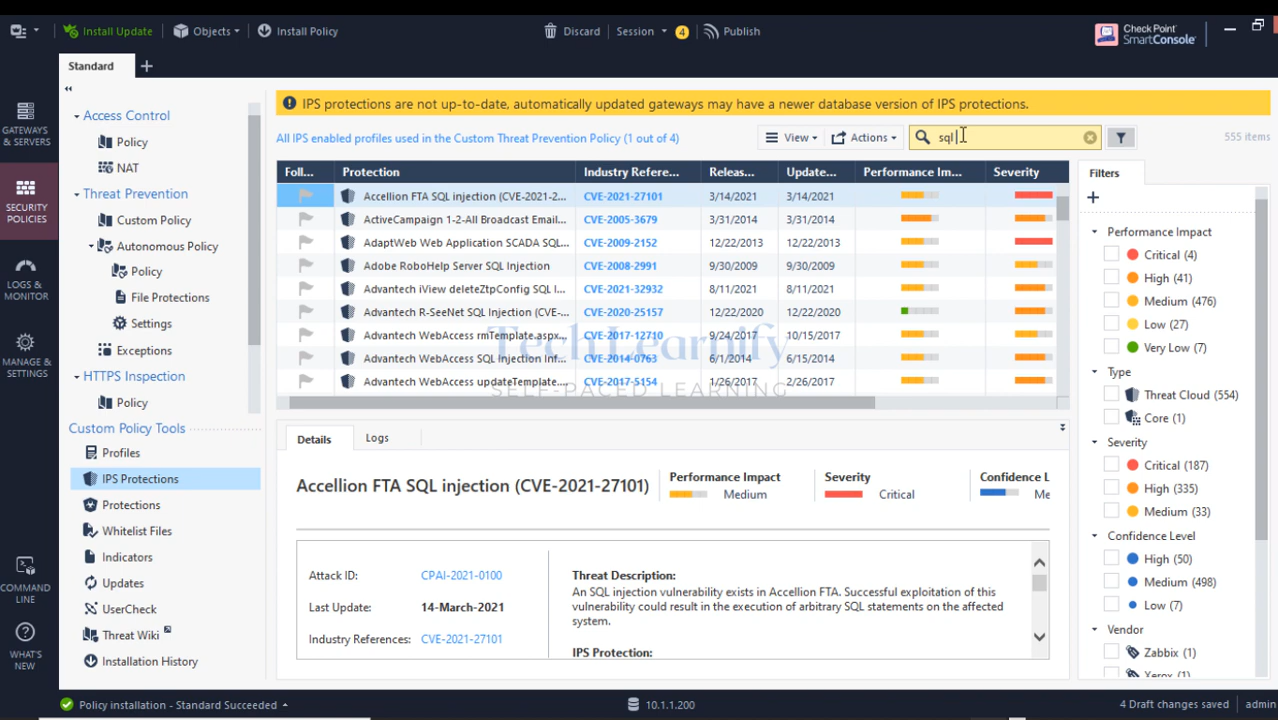 Install Update Objects Install Policy Discard Session 4 Publish Check Point SmartConsole
Standard
GATEWAYS & SERVERS
SECURITY POLICIES
LOGS & MONITOR
MANAGE & SETTINGS
COMMAND LINE
WHAT'S NEW
Access Control
Policy
NAT
Threat Prevention
Custom Policy
Autonomous Policy
Policy
File Protections
Settings
Exceptions
HTTPS Inspection
Policy
Custom Policy Tools
Profiles
IPS Protections
Protections
Whitelist Files
Indicators
Updates
UserCheck
Threat Wiki
Installation History
IPS protections are not up-to-date, automatically updated gateways may have a newer database version of IPS protections.
All IPS enabled profiles used in the Custom Threat Prevention Policy (1 out of 4) View Actions sql 555 items
Foll... Protection Industry Refere... Releas... Update... Performance Im... Severity
Accellion FTA SQL injection (CVE-2021-2... CVE-2021-27101 3/14/2021 3/14/2021
ActiveCampaign 1-2-All Broadcast Email... CVE-2005-3679 3/31/2014 3/31/2014
AdaptWeb Web Application SCADA SQL... CVE-2009-2152 12/22/2013 12/22/2013
Adobe RoboHelp Server SQL Injection CVE-2008-2991 9/30/2009 9/30/2009
Advantech iView deleteZtpConfig SQL I... CVE-2021-32932 8/11/2021 8/11/2021
Advantech R-SeeNet SQL Injection (CVE-... CVE-2020-25157 12/22/2020 12/22/2020
Advantech WebAccess rmTemplate.aspx... CVE-2017-12710 9/24/2017 10/15/2017
Advantech WebAccess SQL Injection Inf... CVE-2014-0763 6/1/2014 6/15/2014
Advantech WebAccess updateTemplate.... CVE-2017-5154 1/26/2017 2/26/2017
Tech Learnify
SELF-PACED LEARNING
Details Logs
Accellion FTA SQL injection (CVE-2021-27101)
Performance Impact Severity Confidence L
Medium Critical Me
Attack ID: CPAI-2021-0100
Last Update: 14-March-2021
Industry References: CVE-2021-27101
Threat Description:
An SQL injection vulnerability exists in Accellion FTA. Successful exploitation of this
vulnerability could result in the execution of arbitrary SQL statements on the affected
system.
IPS Protection:
Filters
Performance Impact
Critical (4)
High (41)
Medium (476)
Low (27)
Very Low (7)
Type
Threat Cloud (554)
Core (1)
Severity
Critical (187)
High (335)
Medium (33)
Confidence Level
High (50)
Medium (498)
Low (7)
Vendor
Zabbix (1)
Xerox (1)
Policy installation - Standard Succeeded 10.1.1.200 4 Draft changes saved admin